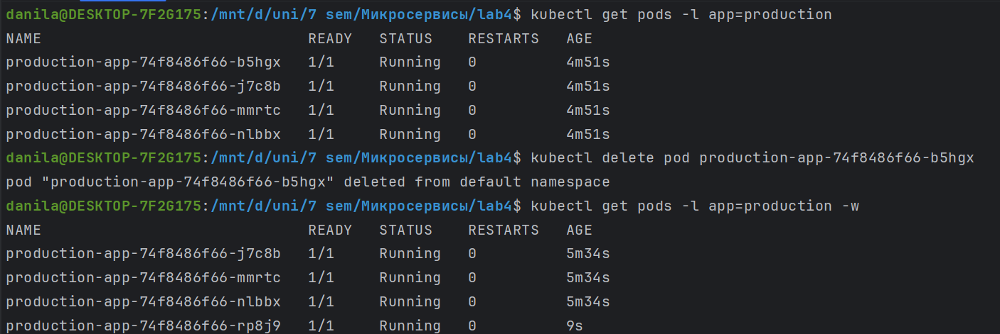 danila@DESKTOP-7F2G175:/mnt/d/uni/7 sem/Микросервисы/lab4$ kubectl get pods -l app=production
NAME                              READY   STATUS    RESTARTS   AGE
production-app-74f8486f66-b5hgx   1/1     Running   0          4m51s
production-app-74f8486f66-j7c8b   1/1     Running   0          4m51s
production-app-74f8486f66-mmrtc   1/1     Running   0          4m51s
production-app-74f8486f66-nlbbx   1/1     Running   0          4m51s
danila@DESKTOP-7F2G175:/mnt/d/uni/7 sem/Микросервисы/lab4$ kubectl delete pod production-app-74f8486f66-b5hgx
pod "production-app-74f8486f66-b5hgx" deleted from default namespace
danila@DESKTOP-7F2G175:/mnt/d/uni/7 sem/Микросервисы/lab4$ kubectl get pods -l app=production -w
NAME                              READY   STATUS    RESTARTS   AGE
production-app-74f8486f66-j7c8b   1/1     Running   0          5m34s
production-app-74f8486f66-mmrtc   1/1     Running   0          5m34s
production-app-74f8486f66-nlbbx   1/1     Running   0          5m34s
production-app-74f8486f66-rp8j9   1/1     Running   0          9s